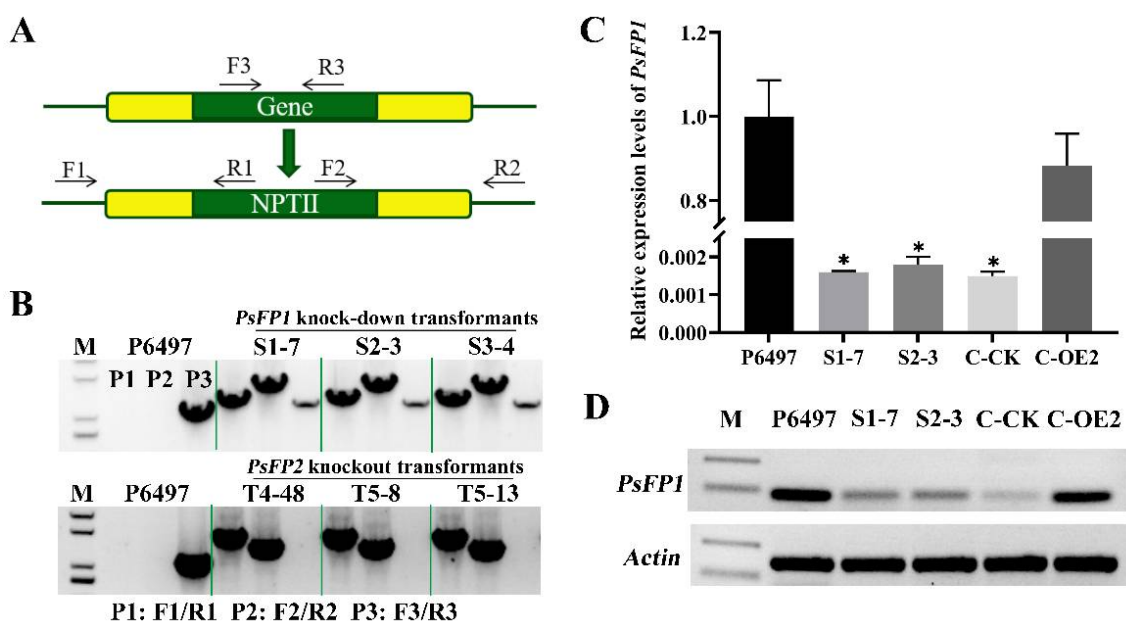 A
F3
R3
Gene
F1
R1
F2
R2
NPTII
B
PsFP1 knock-down transformants
M P6497 S1-7 S2-3 S3-4
P1 P2 P3
PsFP2 knockout transformants
M P6497 T4-48 T5-8 T5-13
P1: F1/R1 P2: F2/R2 P3: F3/R3
C
Relative expression levels of PsFP1
1.2
1.0
0.8
0.002
0.001
0.000
* * *
P6497 S1-7 S2-3 C-CK C-OE2
D
M P6497 S1-7 S2-3 C-CK C-OE2
PsFP1
Actin